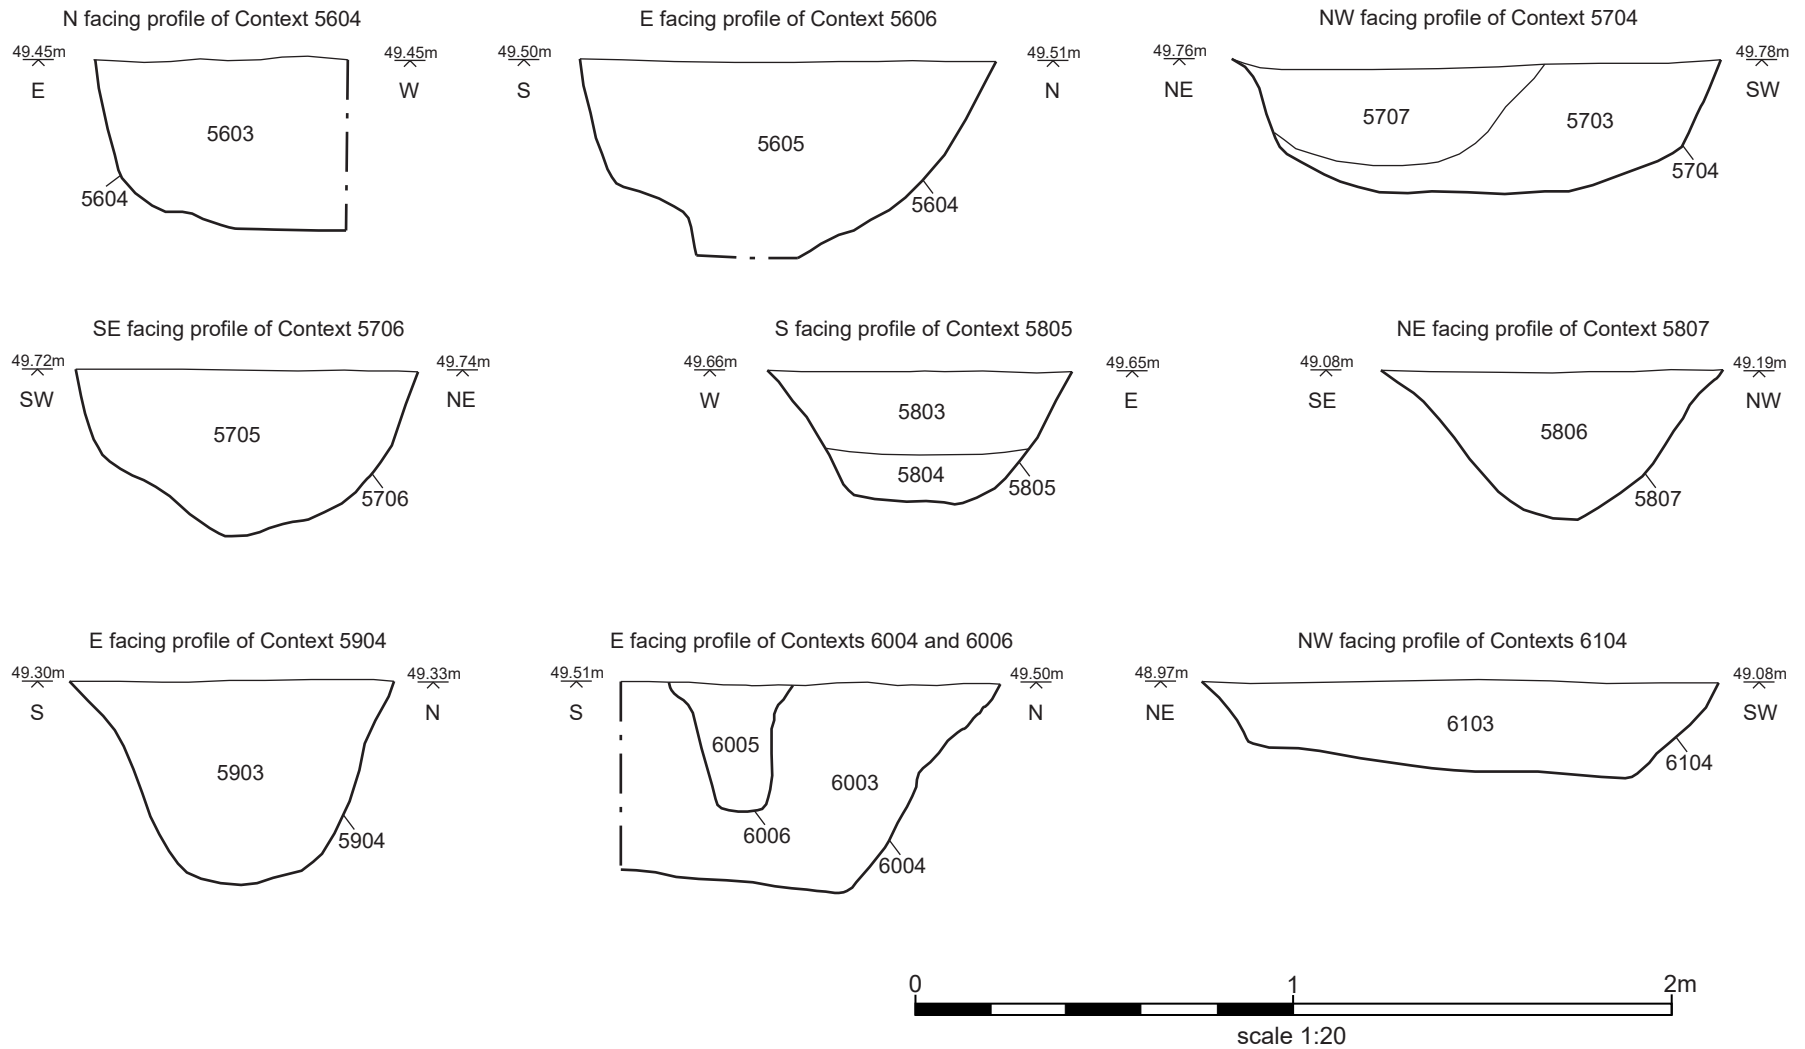 N facing profile of Context 5604
49.45m
49.45m
E
W
5603
5604
E facing profile of Context 5606
49.50m
49.51m
S
N
5605
5604
NW facing profile of Context 5704
49.76m
49.78m
NE
SW
5707
5703
5704
SE facing profile of Context 5706
49.72m
49.74m
SW
NE
5705
5706
S facing profile of Context 5805
49.66m
49.65m
W
E
5803
5804
5805
NE facing profile of Context 5807
49.08m
49.19m
SE
NW
5806
5807
E facing profile of Context 5904
49.30m
49.33m
S
N
5903
5904
E facing profile of Contexts 6004 and 6006
49.51m
49.50m
S
N
6005
6003
6006
6004
NW facing profile of Contexts 6104
48.97m
49.08m
NE
SW
6103
6104
0 1 2m
scale 1:20